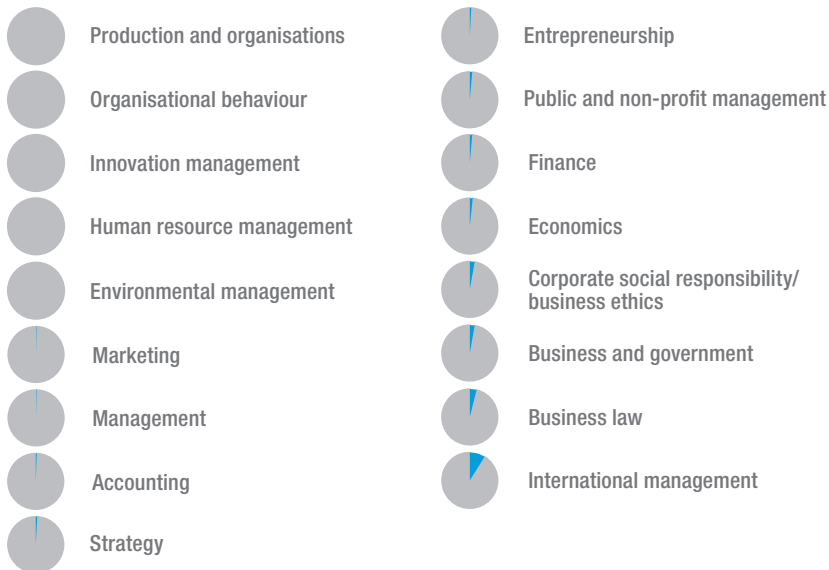 Production and organisations
Organisational behaviour
Innovation management
Human resource management
Environmental management
Marketing
Management
Accounting
Strategy
Entrepreneurship
Public and non-profit management
Finance
Economics
Corporate social responsibility/
business ethics
Business and government
Business law
International management